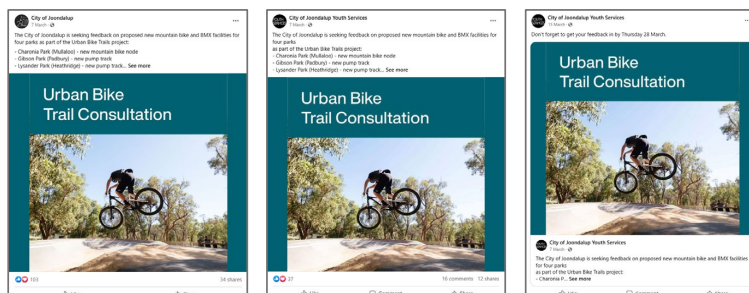 City of Joondalup
7 March ·
The City of Joondalup is seeking feedback on proposed new mountain bike and BMX facilities for
four parks as part of the Urban Bike Trails project:
- Charonia Park (Mullaloo) - new mountain bike node
- Gibson Park (Padbury) - new pump track
- Lysander Park (Heathridge) - new pump track... See more
Urban Bike
Trail Consultation
103
34 shares
City of Joondalup Youth Services
7 March ·
The City of Joondalup is seeking feedback on proposed new mountain bike and BMX facilities for
four parks
as part of the Urban Bike Trails project:
- Charonia Park (Mullaloo) - new mountain bike node
- Gibson Park (Padbury) - new pump track
- Lysander Park (Heathridge) - new pump track... See more
Urban Bike
Trail Consultation
27
16 comments 12 shares
City of Joondalup Youth Services
15 March ·
Don't forget to get your feedback in by Thursday 28 March.
Urban Bike
Trail Consultation
City of Joondalup Youth Services
7 March ·
The City of Joondalup is seeking feedback on proposed new mountain bike and BMX facilities
for four parks
as part of the Urban Bike Trails project:
- Charonia P... See more